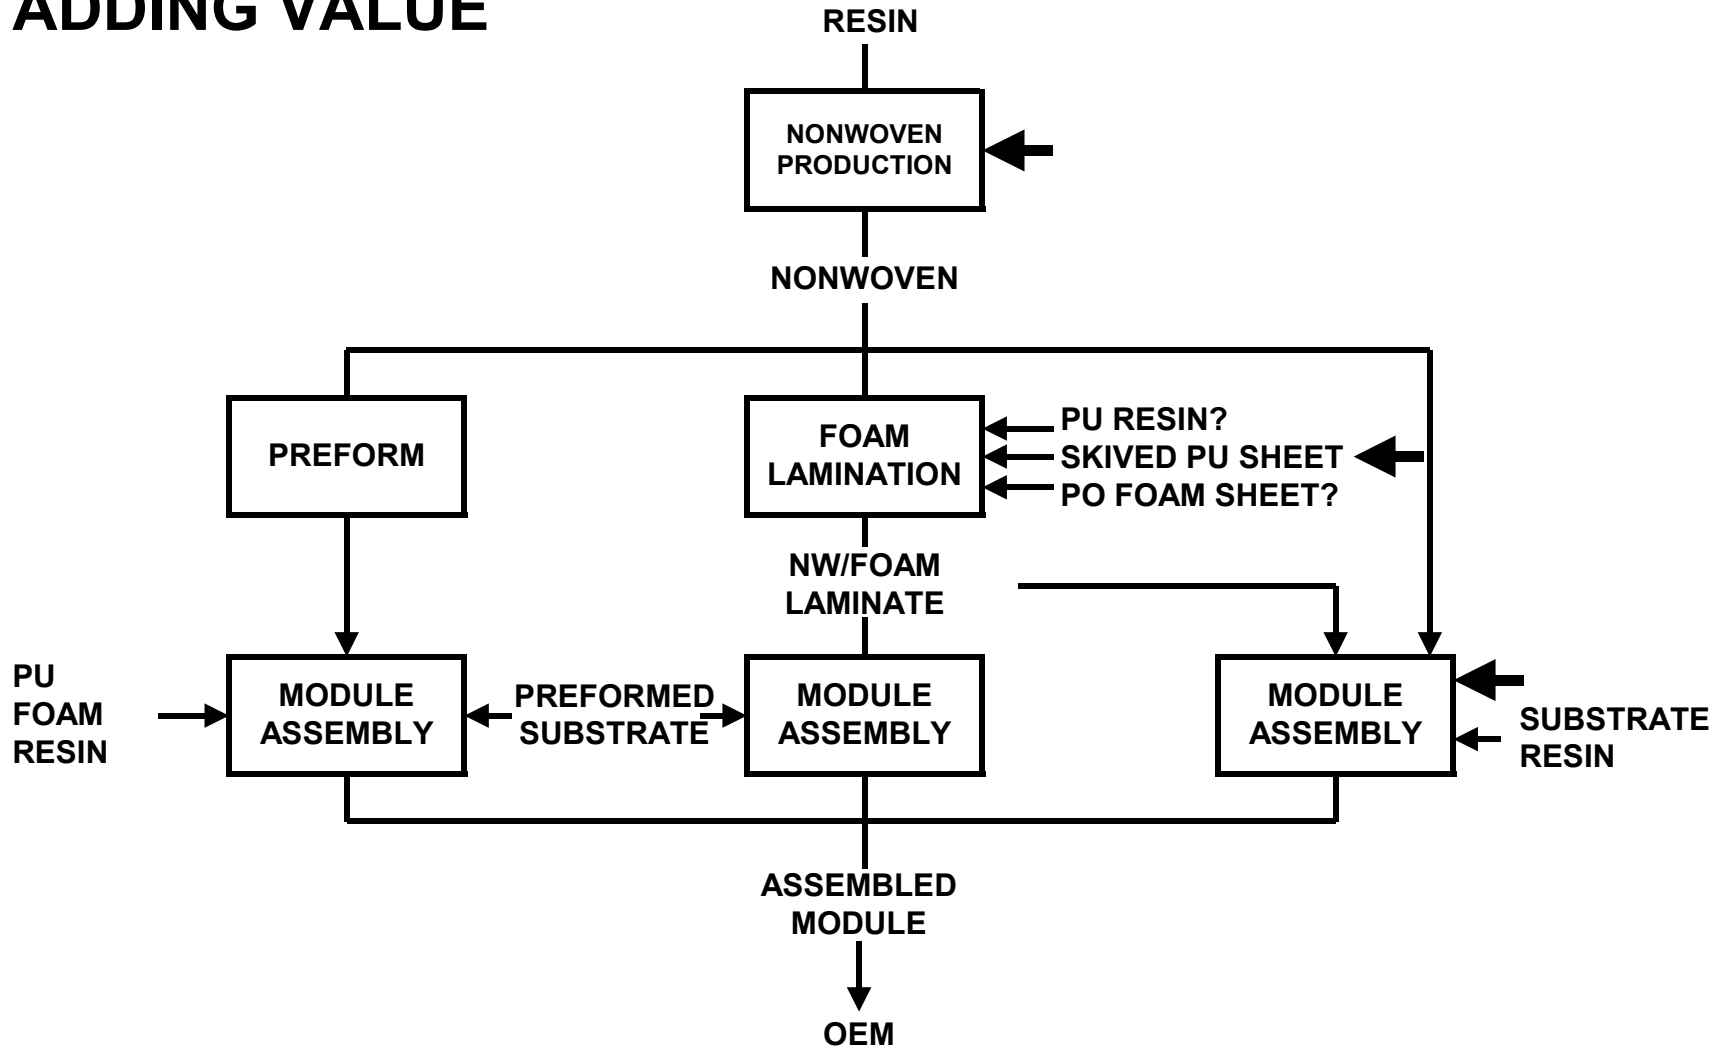 ADDING VALUE
RESIN
NONWOVEN
PRODUCTION
NONWOVEN
PREFORM
FOAM
LAMINATION
PU RESIN?
SKIVED PU SHEET
PO FOAM SHEET?
NW/FOAM
LAMINATE
PU
FOAM
RESIN
MODULE
ASSEMBLY
PREFORMED
SUBSTRATE
MODULE
ASSEMBLY
MODULE
ASSEMBLY
SUBSTRATE
RESIN
ASSEMBLED
MODULE
OEM